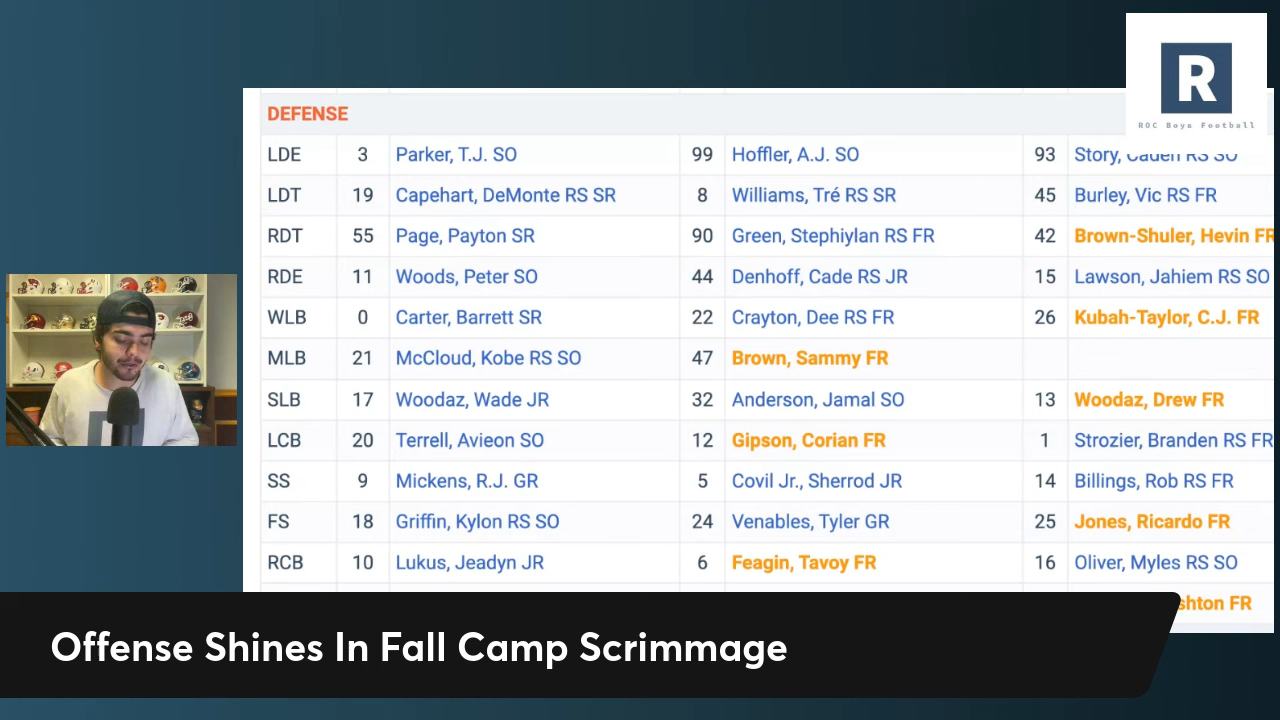 R
ROC Boys Football
DEFENSE
LDE 3 Parker, T.J. SO 99 Hoffler, A.J. SO 93 Story, Caden RS SO
LDT 19 Capehart, DeMonte RS SR 8 Williams, Tré RS SR 45 Burley, Vic RS FR
RDT 55 Page, Payton SR 90 Green, Stephiylan RS FR 42 Brown-Shuler, Hevin FR
RDE 11 Woods, Peter SO 44 Denhoff, Cade RS JR 15 Lawson, Jahiem RS SO
WLB 0 Carter, Barrett SR 22 Crayton, Dee RS FR 26 Kubah-Taylor, C.J. FR
MLB 21 McCloud, Kobe RS SO 47 Brown, Sammy FR
SLB 17 Woodaz, Wade JR 32 Anderson, Jamal SO 13 Woodaz, Drew FR
LCB 20 Terrell, Avieon SO 12 Gipson, Corian FR 1 Strozier, Branden RS FR
SS 9 Mickens, R.J. GR 5 Covil Jr., Sherrod JR 14 Billings, Rob RS FR
FS 18 Griffin, Kylon RS SO 24 Venables, Tyler GR 25 Jones, Ricardo FR
RCB 10 Lukus, Jeadyn JR 6 Feagin, Tavoy FR 16 Oliver, Myles RS SO
shton FR
Offense Shines In Fall Camp Scrimmage